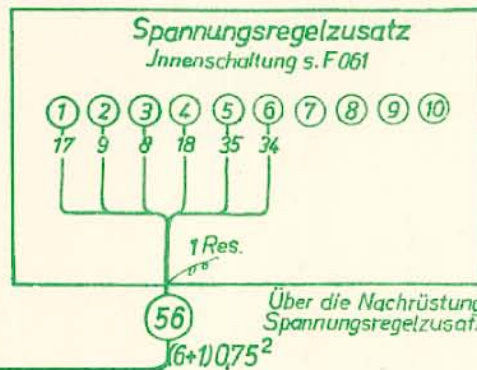 Spannungsregelzusatz
Jnnenschaltung s. F 061
1 2 3 4 5 6 7 8 9 10
17 9 8 18 35 34
1 Res.
56
Über die Nachrüstung
Spannungsregelzusatz
(6+1) 0,75²